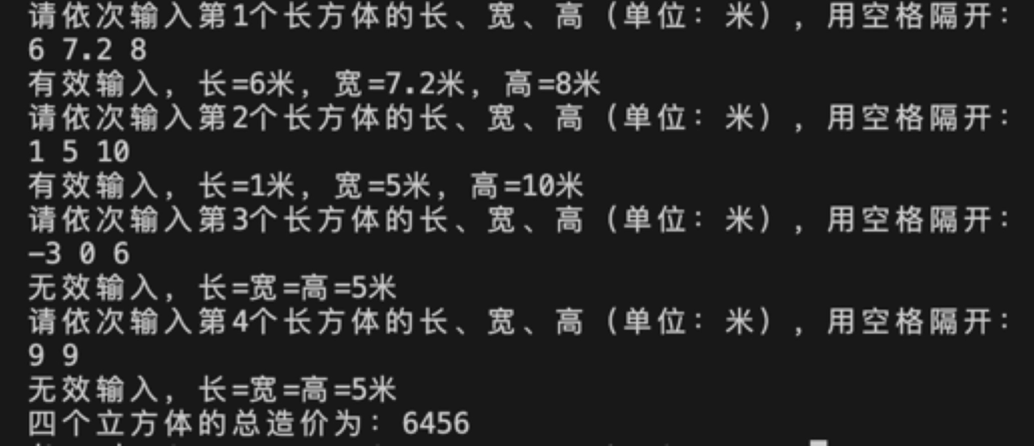 请依次输入第1个长方体的长、宽、高（单位：米），用空格隔开：
6 7.2 8
有效输入，长=6米，宽=7.2米，高=8米
请依次输入第2个长方体的长、宽、高（单位：米），用空格隔开：
1 5 10
有效输入，长=1米，宽=5米，高=10米
请依次输入第3个长方体的长、宽、高（单位：米） 用空格隔开：
-3 0 6
无效输入，长=宽=高=5米
请依次输入第4个长方体的长、宽、高（单位：米），用空格隔开：
9 9
无效输入，长=宽=高=5米
四个立方体的总造价为：6456